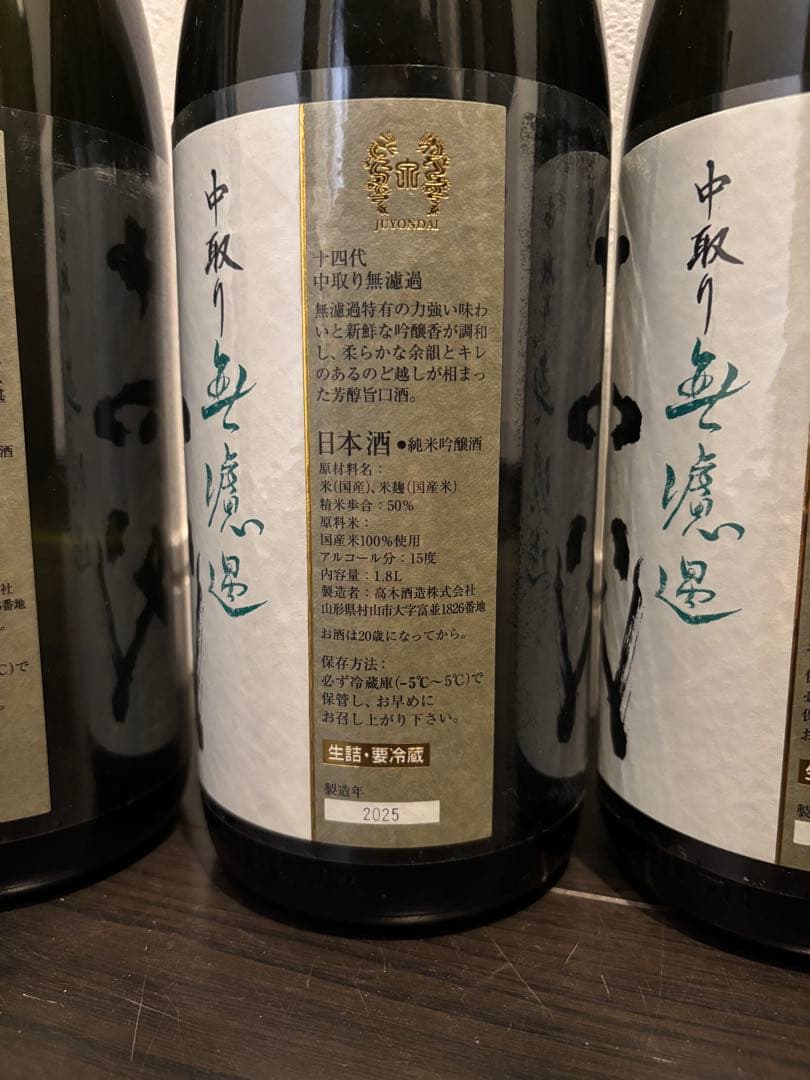 酒
社
番地
℃)で
中取り無濾過
JUYONDAI
十四代
中取り無濾過
無濾過特有の力強い味わ
いと新鮮な吟醸香が調和
し、柔らかな余韻とキレ
のあるのど越しが相まっ
た芳醇旨口酒。
日本酒●純米吟醸酒
原材料名：
米(国産)、米麹(国産米)
精米歩合：50%
原料米：
国産米100%使用
アルコール分：15度
内容量：1.8L
製造者：高木酒造株式会社
山形県村山市大字富並1826番地
お酒は20歳になってから。
保存方法：
必ず冷蔵庫(−5℃〜5℃)で
保管し、お早めに
お召し上がり下さい。
生詰・要冷蔵
製造年
2025
中取り無濾過